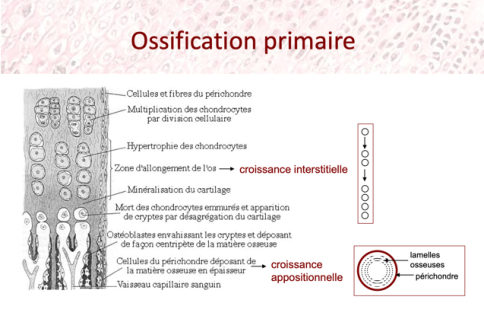 Ossification primaire
Cellules et fibres du périchondre
Multiplication des chondrocytes
par division cellulaire
Hypertrophie des chondrocytes
Zone d'allongement de l'os → croissance interstitielle
Minéralisation du cartilage
Mort des chondrocytes emmurés et apparition
de cryptes par désagrégation du cartilage
Ostéoblastes envahissant les cryptes et déposant
de façon centripète de la matière osseuse
Cellules du périchondre déposant de
la matière osseuse en épaisseur → croissance
appositionnelle
Vaisseau capillaire sanguin
lamelles
osseuses
périchondre